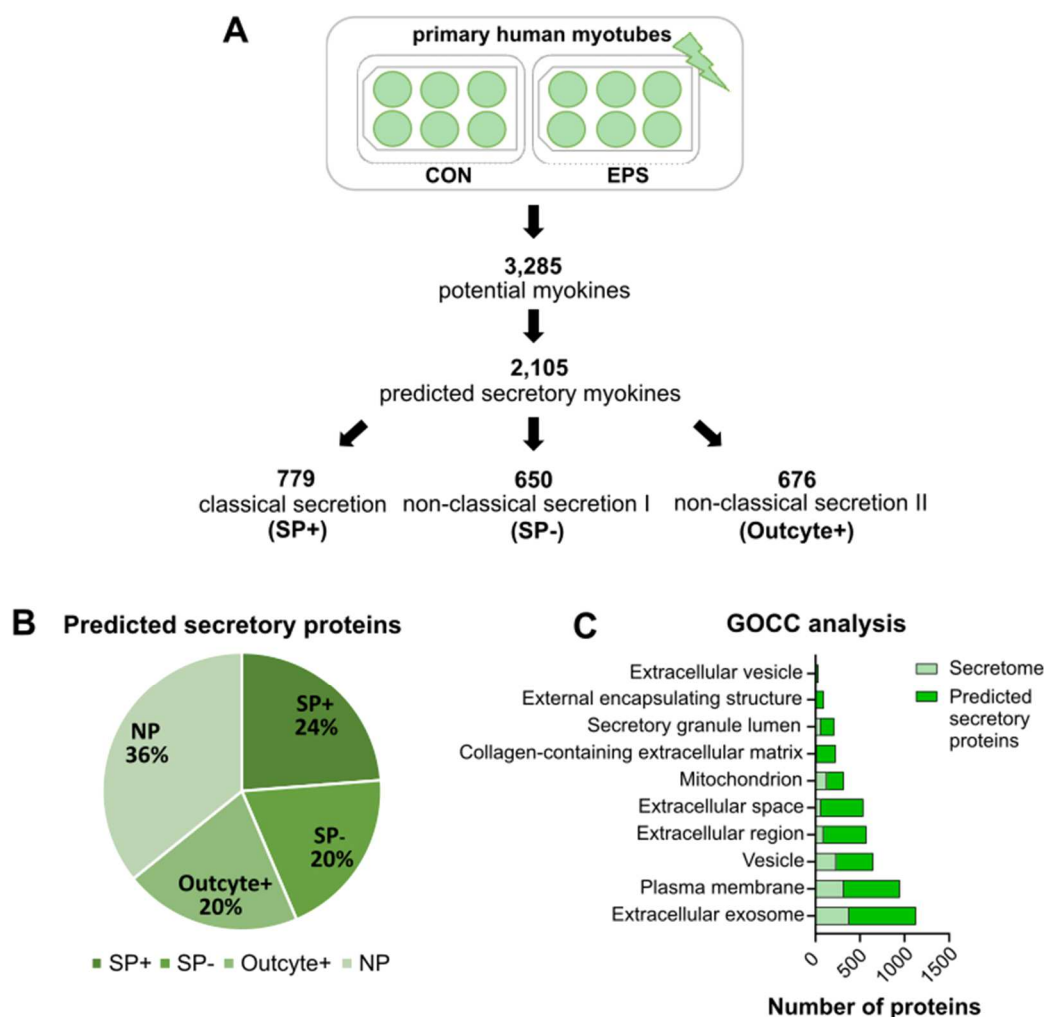 A
primary human myotubes
CON
EPS
3,285
potential myokines
2,105
predicted secretory myokines
779
classical secretion
(SP+)
650
non-classical secretion I
(SP-)
676
non-classical secretion II
(Outcyte+)
B
Predicted secretory proteins
SP+
24%
SP-
20%
Outcyte+
20%
NP
36%
SP+ SP- Outcyte+ NP
C
GOCC analysis
Extracellular vesicle
External encapsulating structure
Secretory granule lumen
Collagen-containing extracellular matrix
Mitochondrion
Extracellular space
Extracellular region
Vesicle
Plasma membrane
Extracellular exosome
Secretome
Predicted
secretory
proteins
0
500
1000
1500
Number of proteins